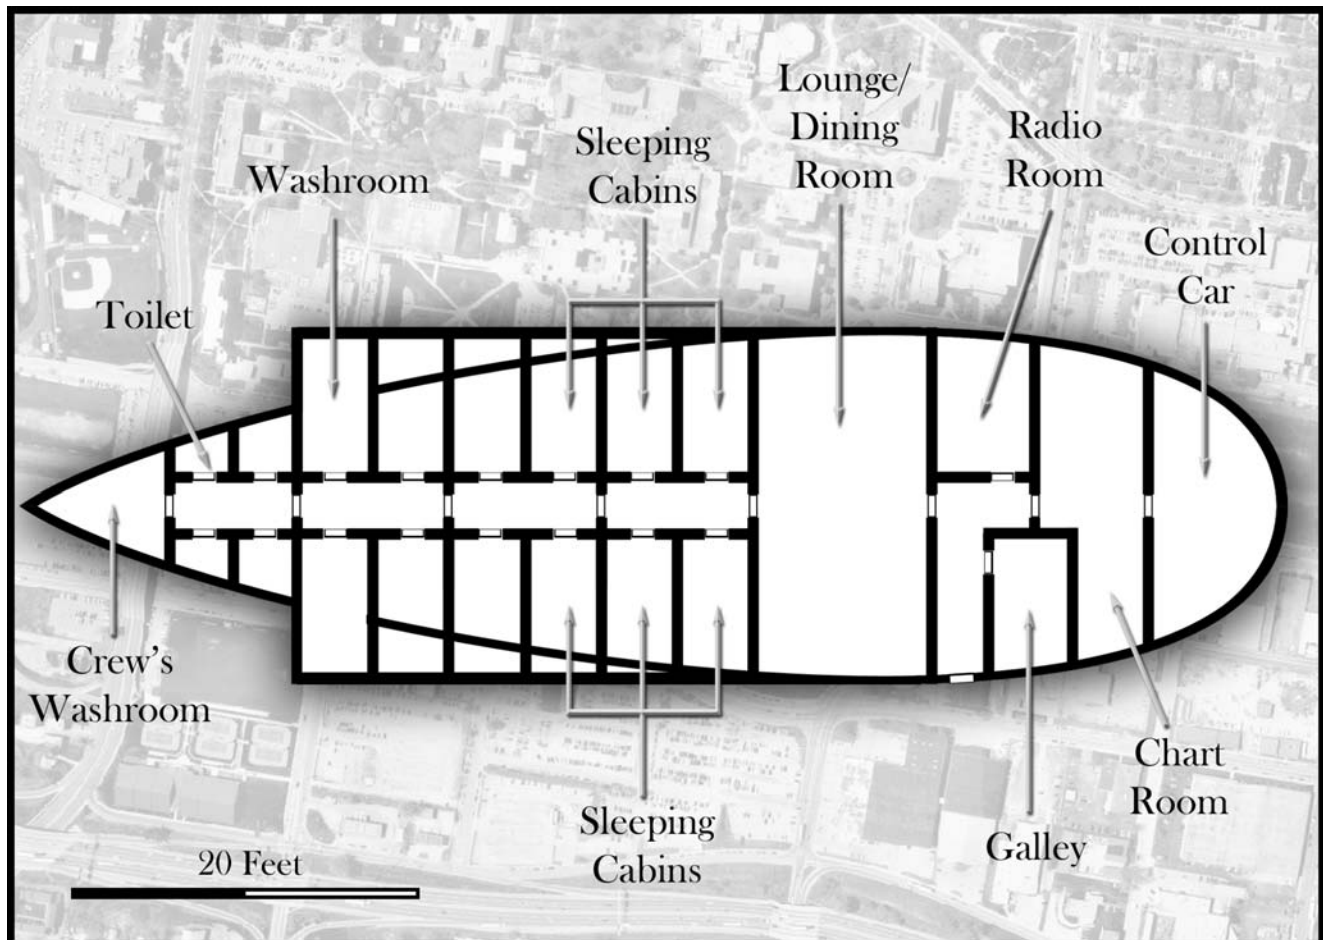 Lounge/
Dining
Room
Radio
Room
Sleeping
Cabins
Washroom
Control
Car
Toilet
Crew's
Washroom
Chart
Room
Sleeping
Cabins
Galley
20 Feet